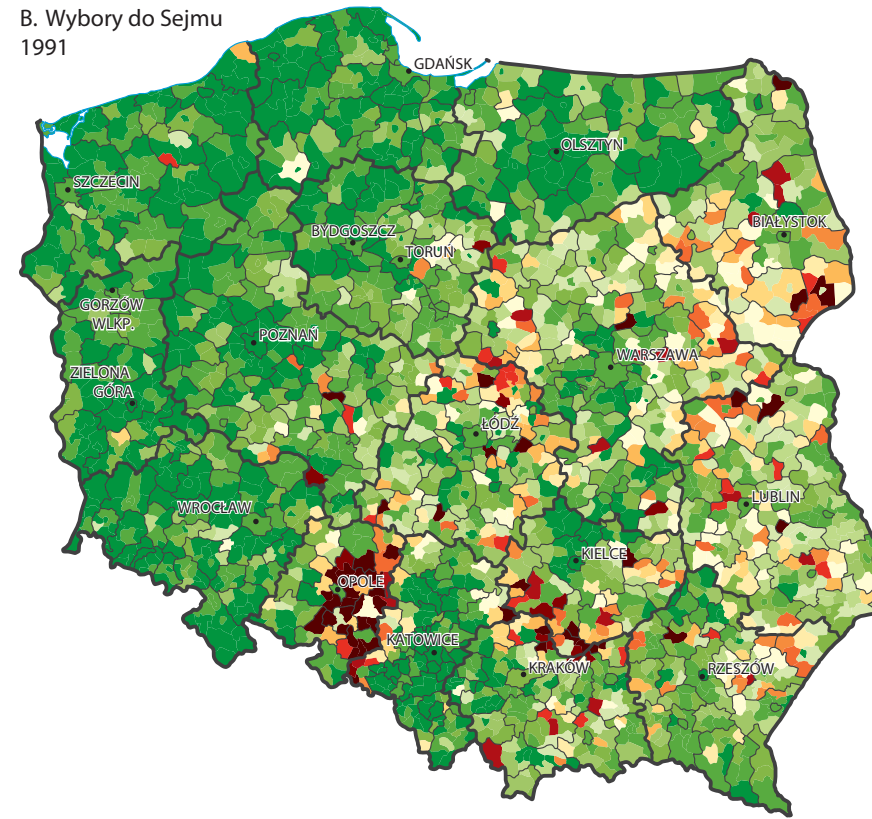 B. Wybory do Sejmu
1991
GDAŃSK
OLSZTYN
SZCZECIN
BIAŁYSTOK
BYDGOSZCZ
TORUŃ
GORZÓW
WLKP.
POZNAŃ
WARSZAWA
ZIELONA
GÓRA
ŁÓDŹ
LUBLIN
WROCŁAW
KIELCE
OPOLE
KATOWICE
KRAKÓW
RZESZÓW